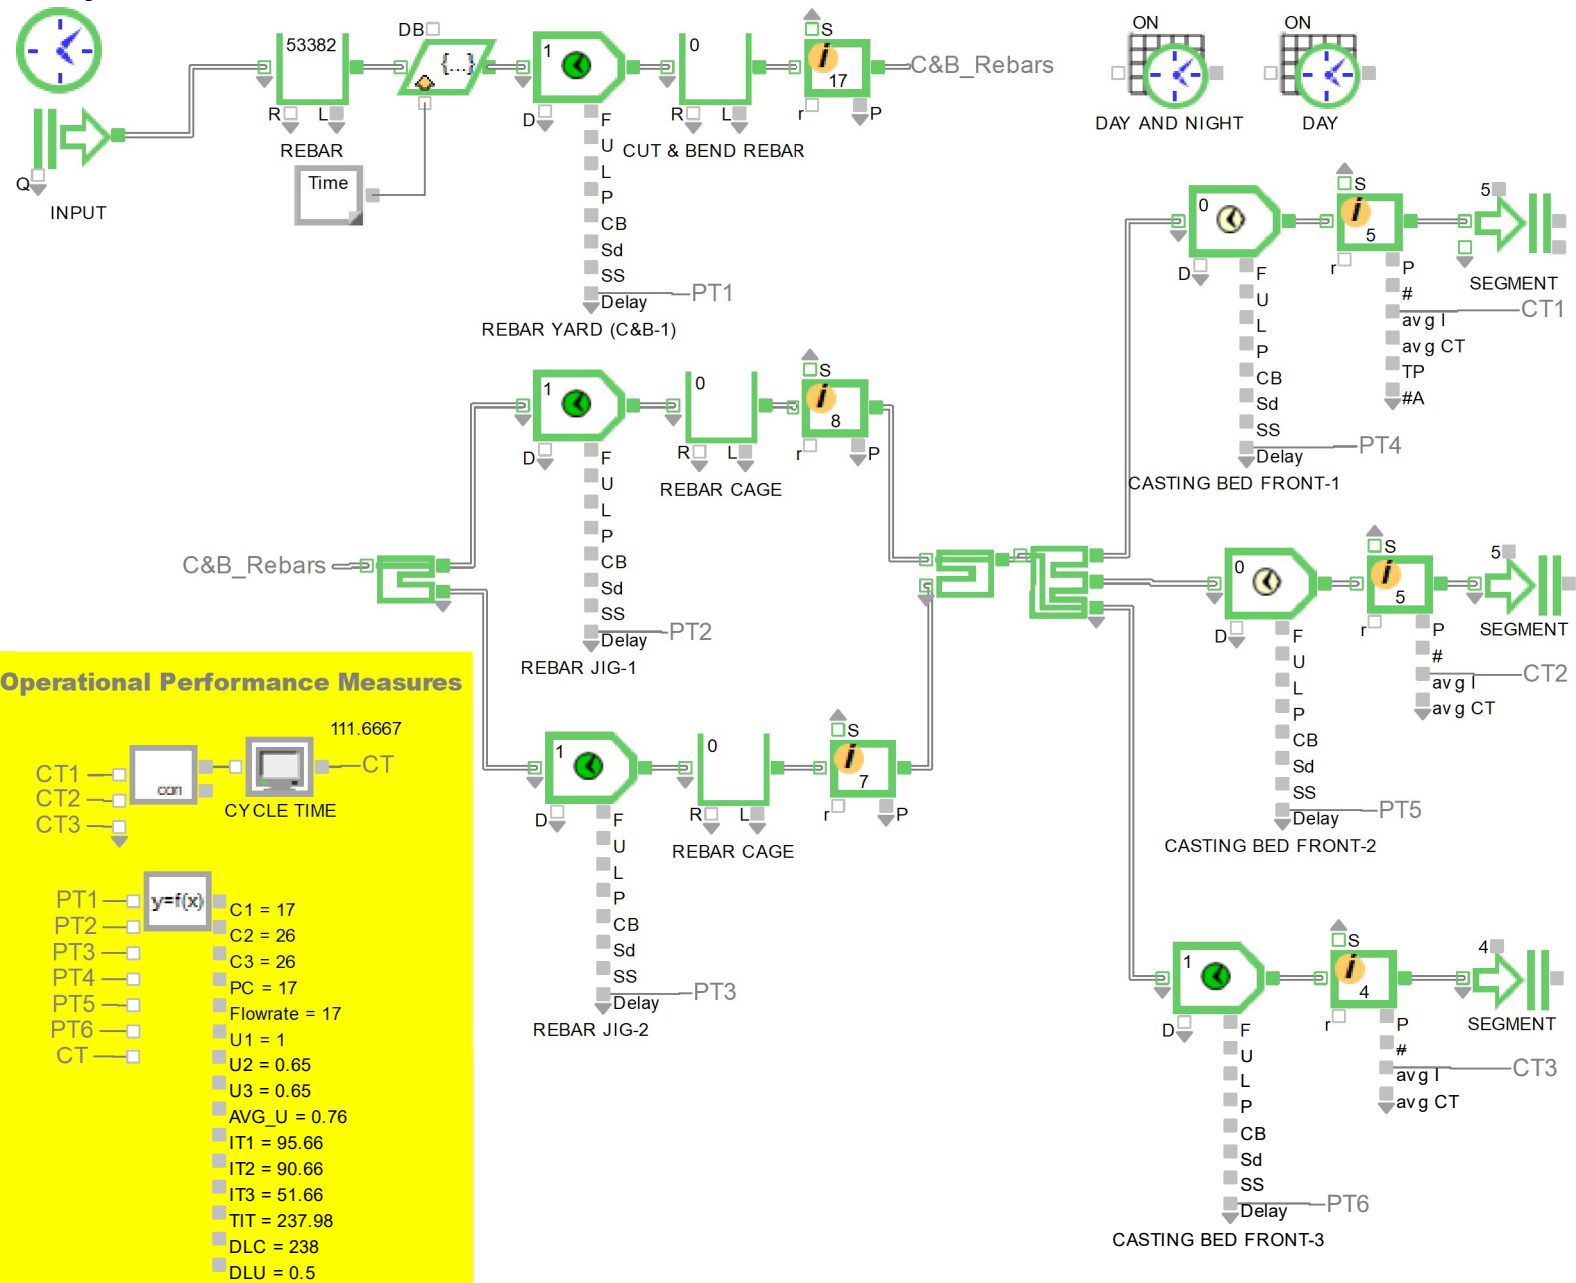 53382
DB
{...}
1
0
S
i
17
C&B_Rebars
ON
ON
R
L
D
F
U
L
P
CB
Sd
SS
Delay
PT1
R
L
r
P
REBAR
CUT & BEND REBAR
DAY AND NIGHT
DAY
Time
Q
INPUT
REBAR YARD (C&B-1)
0
S
i
5
5
D
F
U
L
P
CB
Sd
SS
Delay
PT4
r
P
#
avg I
avg CT
TP
#A
SEGMENT
CT1
CASTING BED FRONT-1
1
0
S
i
8
D
F
U
L
P
CB
Sd
SS
Delay
PT2
R
L
r
P
REBAR CAGE
C&B_Rebars
REBAR JIG-1
0
S
i
5
5
D
F
U
L
P
CB
Sd
SS
Delay
PT5
r
P
#
avg I
avg CT
SEGMENT
CT2
CASTING BED FRONT-2
1
0
S
i
7
D
F
U
L
P
CB
Sd
SS
Delay
PT3
R
L
r
P
REBAR CAGE
REBAR JIG-2
1
S
i
4
4
D
F
U
L
P
CB
Sd
SS
Delay
PT6
r
P
#
avg I
avg CT
SEGMENT
CT3
CASTING BED FRONT-3
Operational Performance Measures
111.6667
CT1
CT2
CT3
con
CT
CYCLE TIME
PT1
PT2
PT3
PT4
PT5
PT6
CT
y=f(x)
C1 = 17
C2 = 26
C3 = 26
PC = 17
Flowrate = 17
U1 = 1
U2 = 0.65
U3 = 0.65
AVG_U = 0.76
IT1 = 95.66
IT2 = 90.66
IT3 = 51.66
TIT = 237.98
DLC = 238
DLU = 0.5